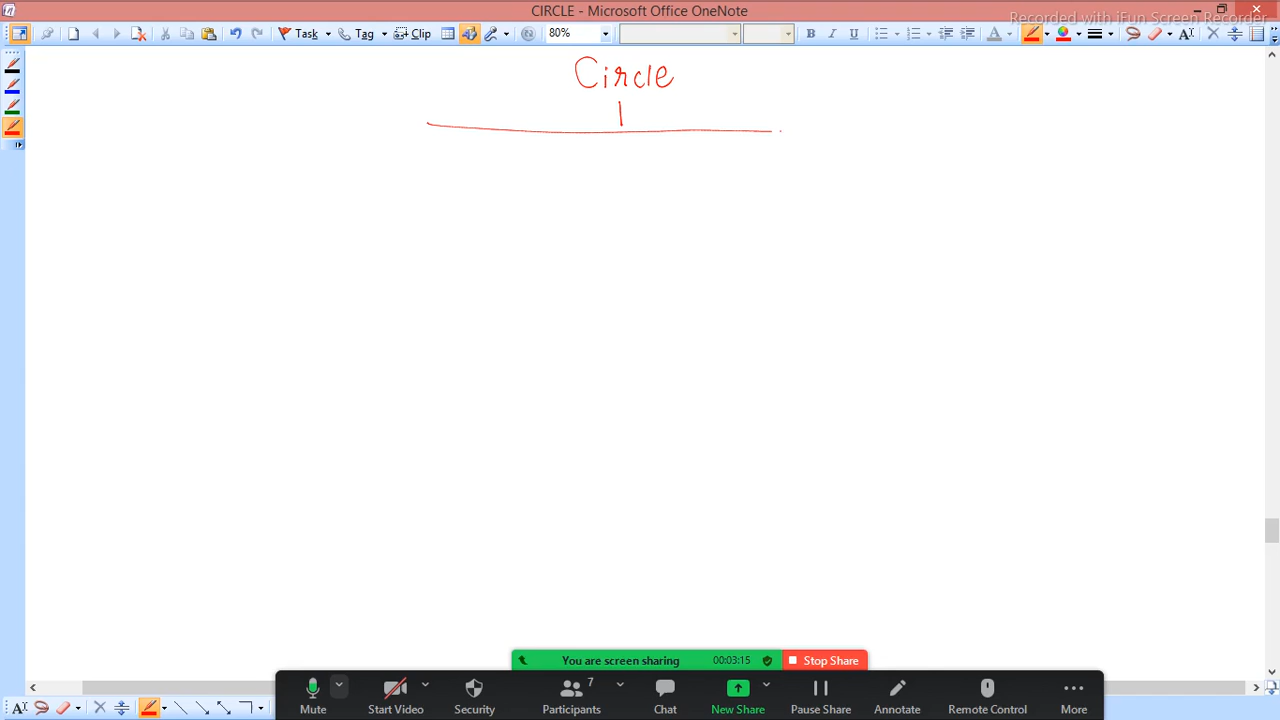 CIRCLE - Microsoft Office OneNote
Recorded with iFun Screen Recorder
Task Tag Clip 80% B I U A A
Circle
You are screen sharing 00:03:15 Stop Share
7
Mute Start Video Security Participants Chat New Share Pause Share Annotate Remote Control More
A